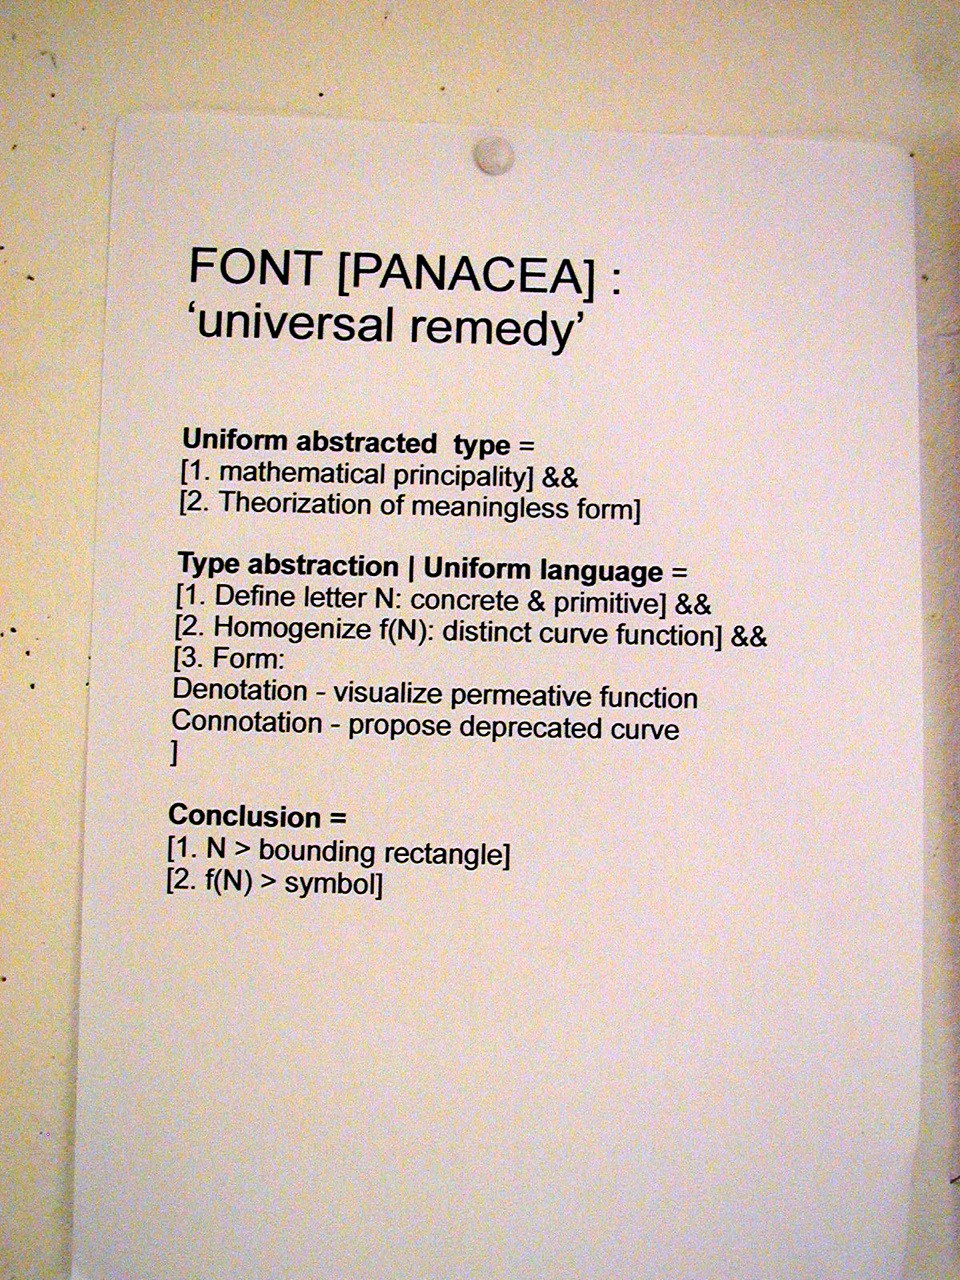 FONT [PANACEA] :
‘universal remedy’
Uniform abstracted  type =
[1. mathematical principality] &&
[2. Theorization of meaningless form]
Type abstraction | Uniform language =
[1. Define letter N: concrete & primitive] &&
[2. Homogenize f(N): distinct curve function] &&
[3. Form:
Denotation - visualize permeative function
Connotation - propose deprecated curve
]
Conclusion =
[1. N > bounding rectangle]
[2. f(N) > symbol]